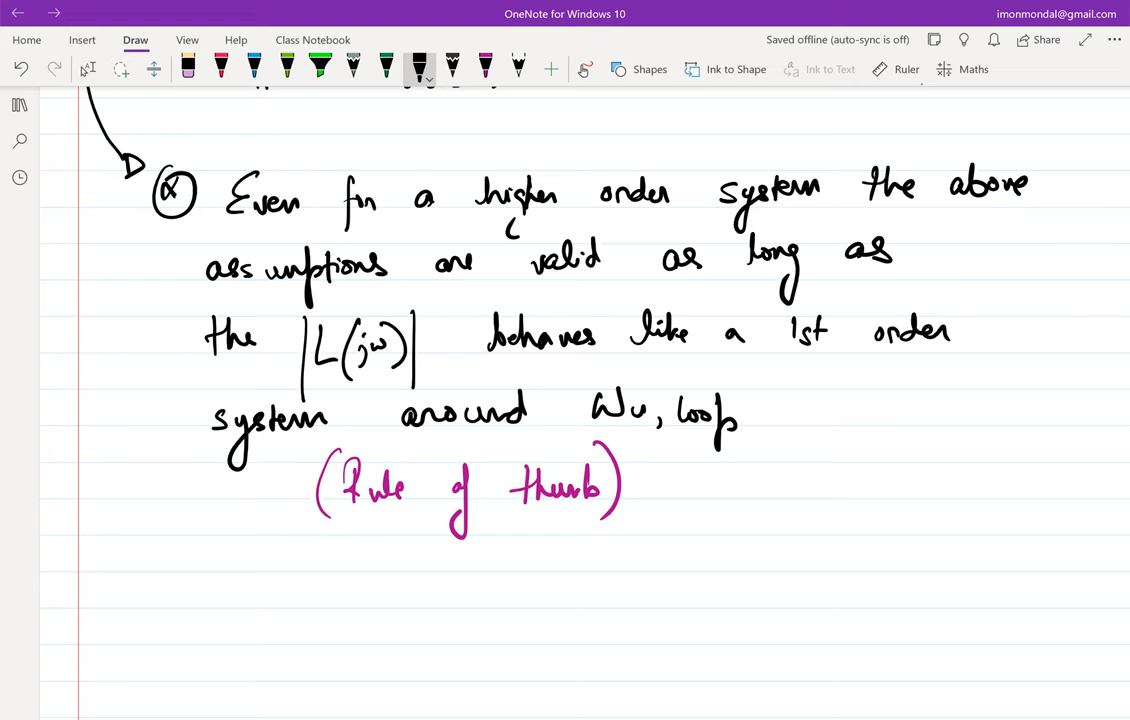 OneNote for Windows 10
imonmondal@gmail.com
Home Insert Draw View Help Class Notebook
Saved offline (auto-sync is off) Share
Shapes Ink to Shape Ink to Text Ruler Maths
Even for a higher order system the above
assumptions are valid as long as
the |L(jω)| behaves like a 1st order
system around ωu, loop
(Rule of thumb)